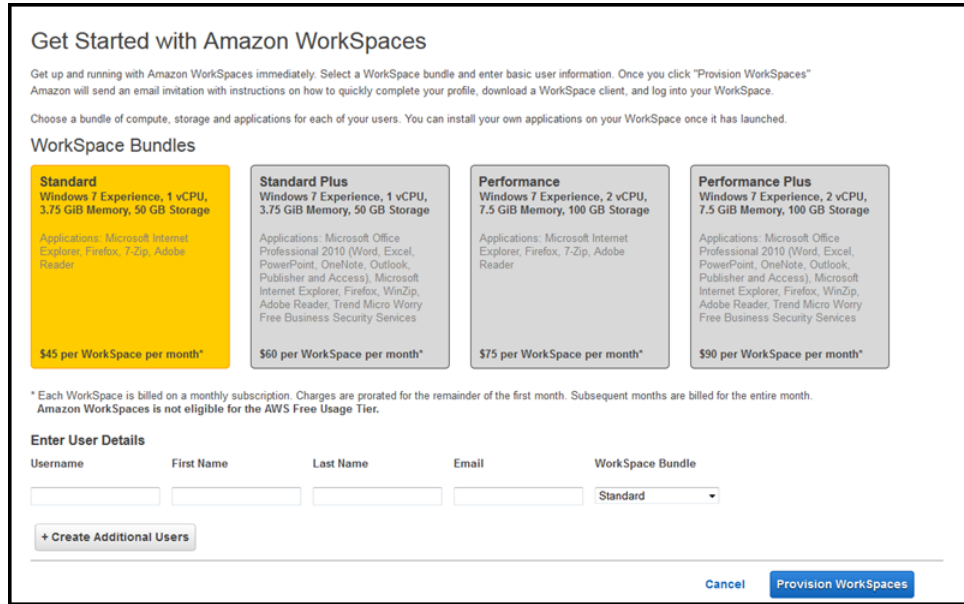 Get Started with Amazon WorkSpaces
Get up and running with Amazon WorkSpaces immediately. Select a WorkSpace bundle and enter basic user information. Once you click "Provision WorkSpaces"
Amazon will send an email invitation with instructions on how to quickly complete your profile, download a WorkSpace client, and log into your WorkSpace.
Choose a bundle of compute, storage and applications for each of your users. You can install your own applications on your WorkSpace once it has launched.
WorkSpace Bundles
Standard
Windows 7 Experience, 1 vCPU,
3.75 GiB Memory, 50 GB Storage
Applications: Microsoft Internet
Explorer, Firefox, 7-Zip, Adobe
Reader
$45 per WorkSpace per month*
Standard Plus
Windows 7 Experience, 1 vCPU,
3.75 GiB Memory, 50 GB Storage
Applications: Microsoft Office
Professional 2010 (Word, Excel,
PowerPoint, OneNote, Outlook,
Publisher and Access), Microsoft
Internet Explorer, Firefox, WinZip,
Adobe Reader, Trend Micro Worry
Free Business Security Services
$60 per WorkSpace per month*
Performance
Windows 7 Experience, 2 vCPU,
7.5 GiB Memory, 100 GB Storage
Applications: Microsoft Internet
Explorer, Firefox, 7-Zip, Adobe
Reader
$75 per WorkSpace per month*
Performance Plus
Windows 7 Experience, 2 vCPU,
7.5 GiB Memory, 100 GB Storage
Applications: Microsoft Office
Professional 2010 (Word, Excel,
PowerPoint, OneNote, Outlook,
Publisher and Access), Microsoft
Internet Explorer, Firefox, WinZip,
Adobe Reader, Trend Micro Worry
Free Business Security Services
$90 per WorkSpace per month*
* Each WorkSpace is billed on a monthly subscription. Charges are prorated for the remainder of the first month. Subsequent months are billed for the entire month.
Amazon WorkSpaces is not eligible for the AWS Free Usage Tier.
Enter User Details
Username First Name Last Name Email WorkSpace Bundle
Standard
+ Create Additional Users
Cancel Provision WorkSpaces